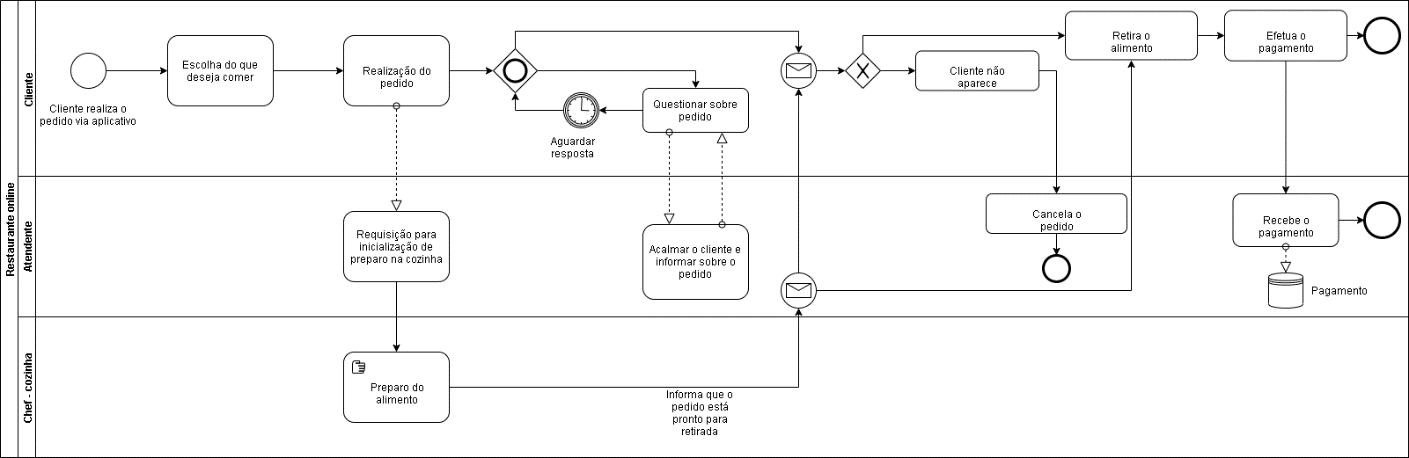 Restaurante online
Cliente
Cliente realiza o
pedido via aplicativo
Escolha do que
deseja comer
Realização do
pedido
Questionar sobre
pedido
Aguardar
resposta
Cliente não
aparece
Retira o
alimento
Efetua o
pagamento
Atendente
Requisição para
inicialização de
preparo na cozinha
Acalmar o cliente e
informar sobre o
pedido
Cancela o
pedido
Recebe o
pagamento
Pagamento
Chef - cozinha
Preparo do
alimento
Informa que o
pedido está
pronto para
retirada